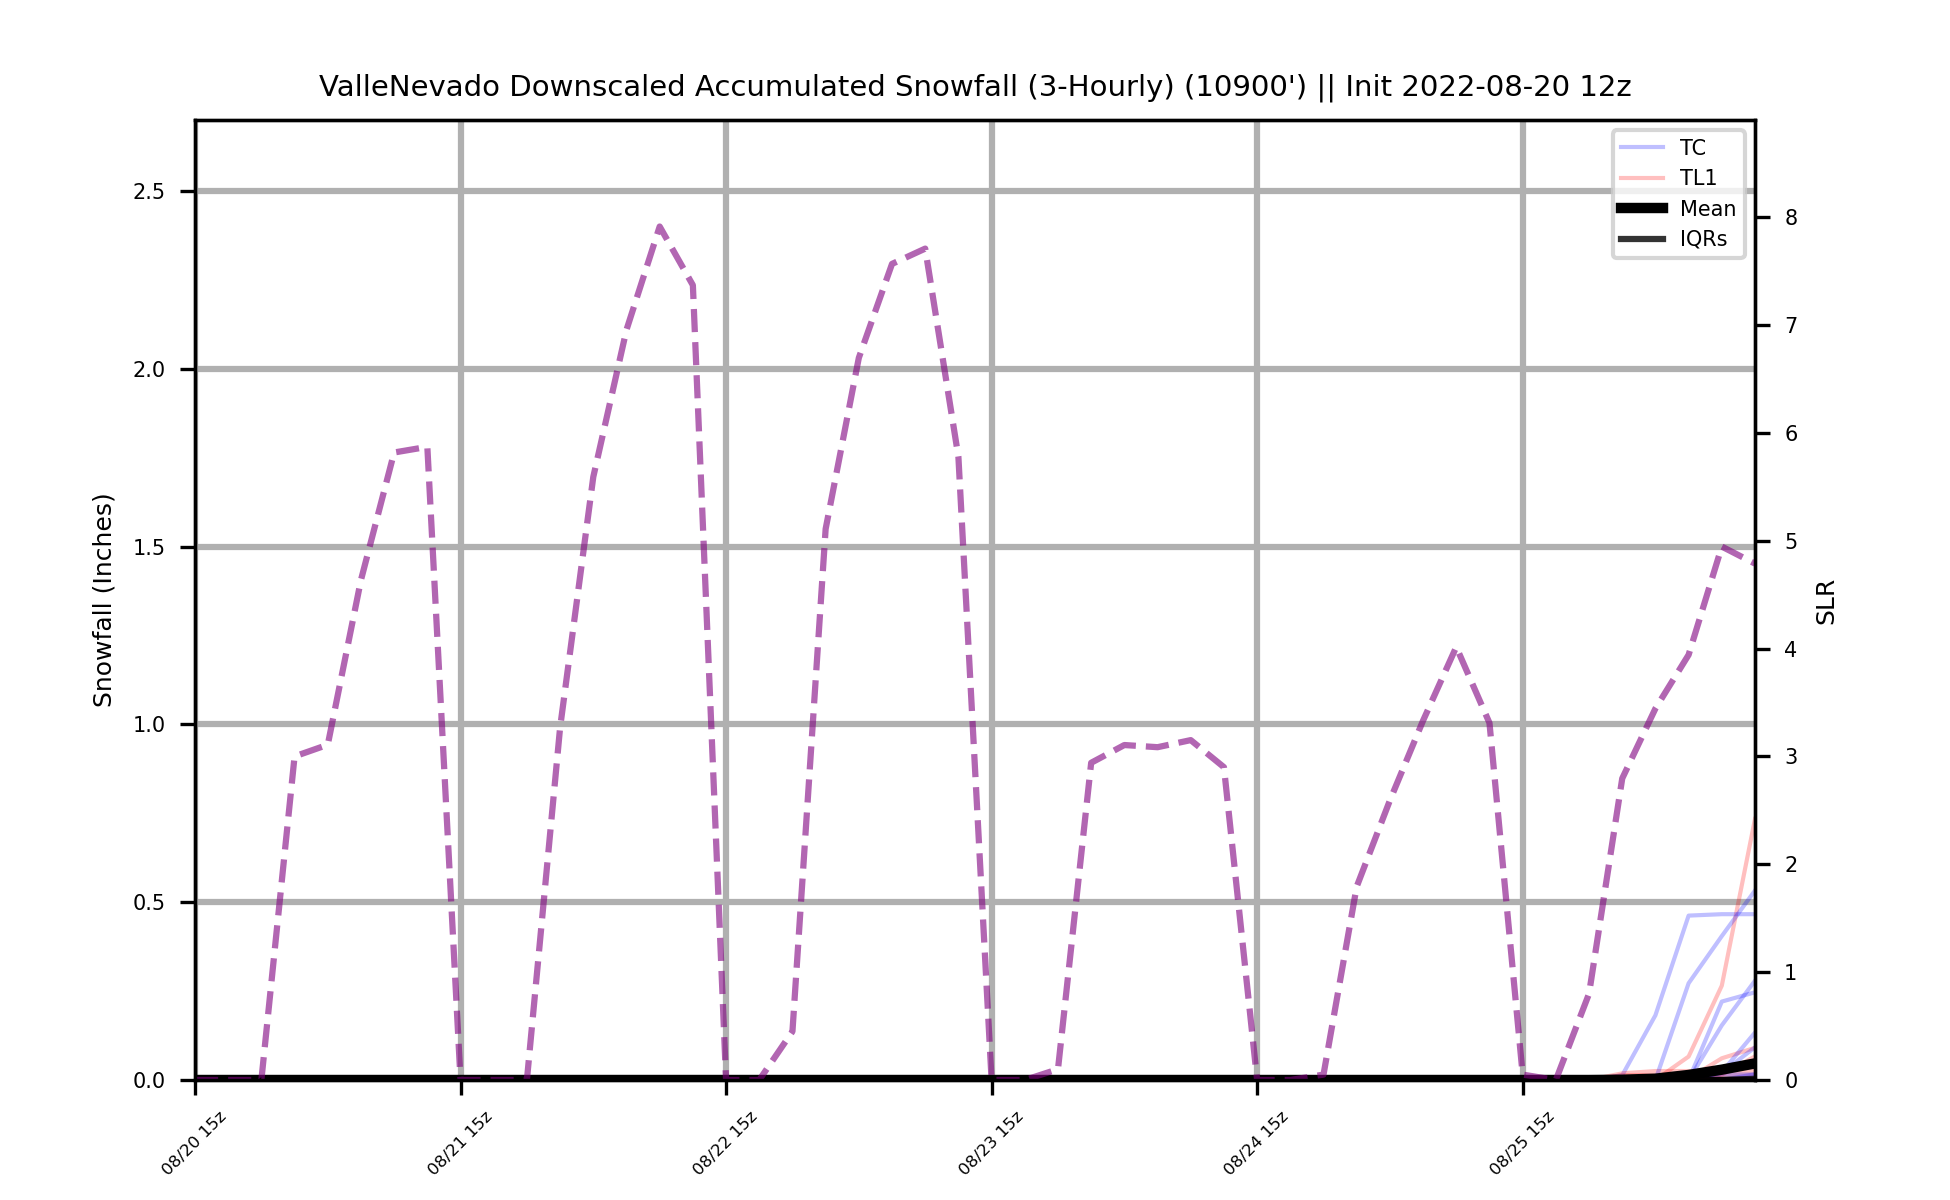 ValleNevado Downscaled Accumulated Snowfall (3-Hourly) (10900') || Init 2022-08-20 12z
TC
TL1
Mean
IQRs
Snowfall (Inches)
2.5
2.0
1.5
1.0
0.5
0.0
8
7
6
5
4
3
2
1
0
SLR
08/20 15z
08/21 15z
08/22 15z
08/23 15z
08/24 15z
08/25 15z